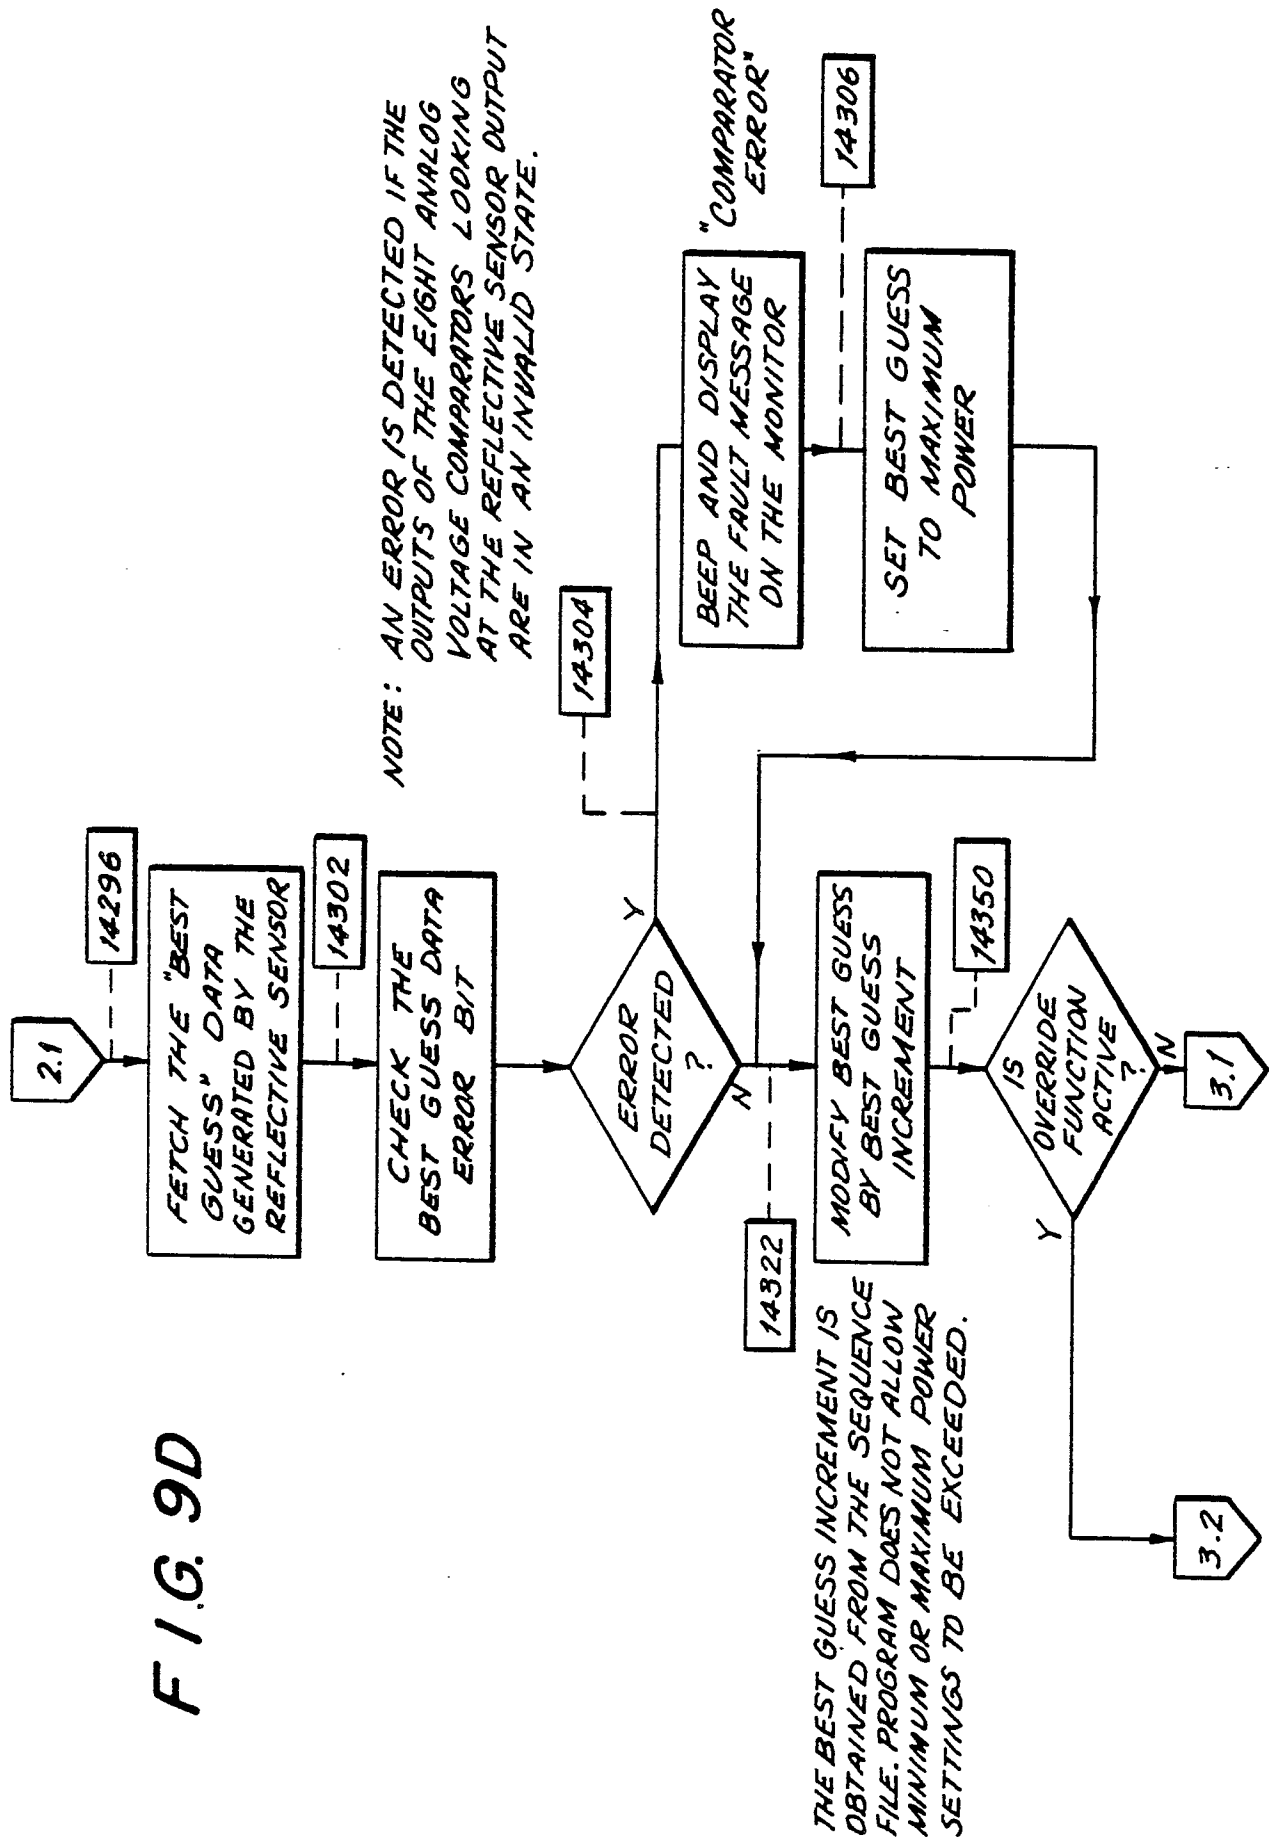 FIG. 9D
2.1
14296
FETCH THE "BEST
GUESS" DATA
GENERATED BY THE
REFLECTIVE SENSOR
14302
CHECK THE
BEST GUESS DATA
ERROR BIT
NOTE: AN ERROR IS DETECTED IF THE
OUTPUTS OF THE EIGHT ANALOG
VOLTAGE COMPARATORS LOOKING
AT THE REFLECTIVE SENSOR OUTPUT
ARE IN AN INVALID STATE.
ERROR
DETECTED
?
Y
N
14304
BEEP AND DISPLAY
THE FAULT MESSAGE
ON THE MONITOR
"COMPARATOR
ERROR"
14306
SET BEST GUESS
TO MAXIMUM
POWER
14322
MODIFY BEST GUESS
BY BEST GUESS
INCREMENT
THE BEST GUESS INCREMENT IS
OBTAINED FROM THE SEQUENCE
FILE. PROGRAM DOES NOT ALLOW
MINIMUM OR MAXIMUM POWER
SETTINGS TO BE EXCEEDED.
14350
IS
OVERRIDE
FUNCTION
ACTIVE
?
Y
N
3.2
3.1